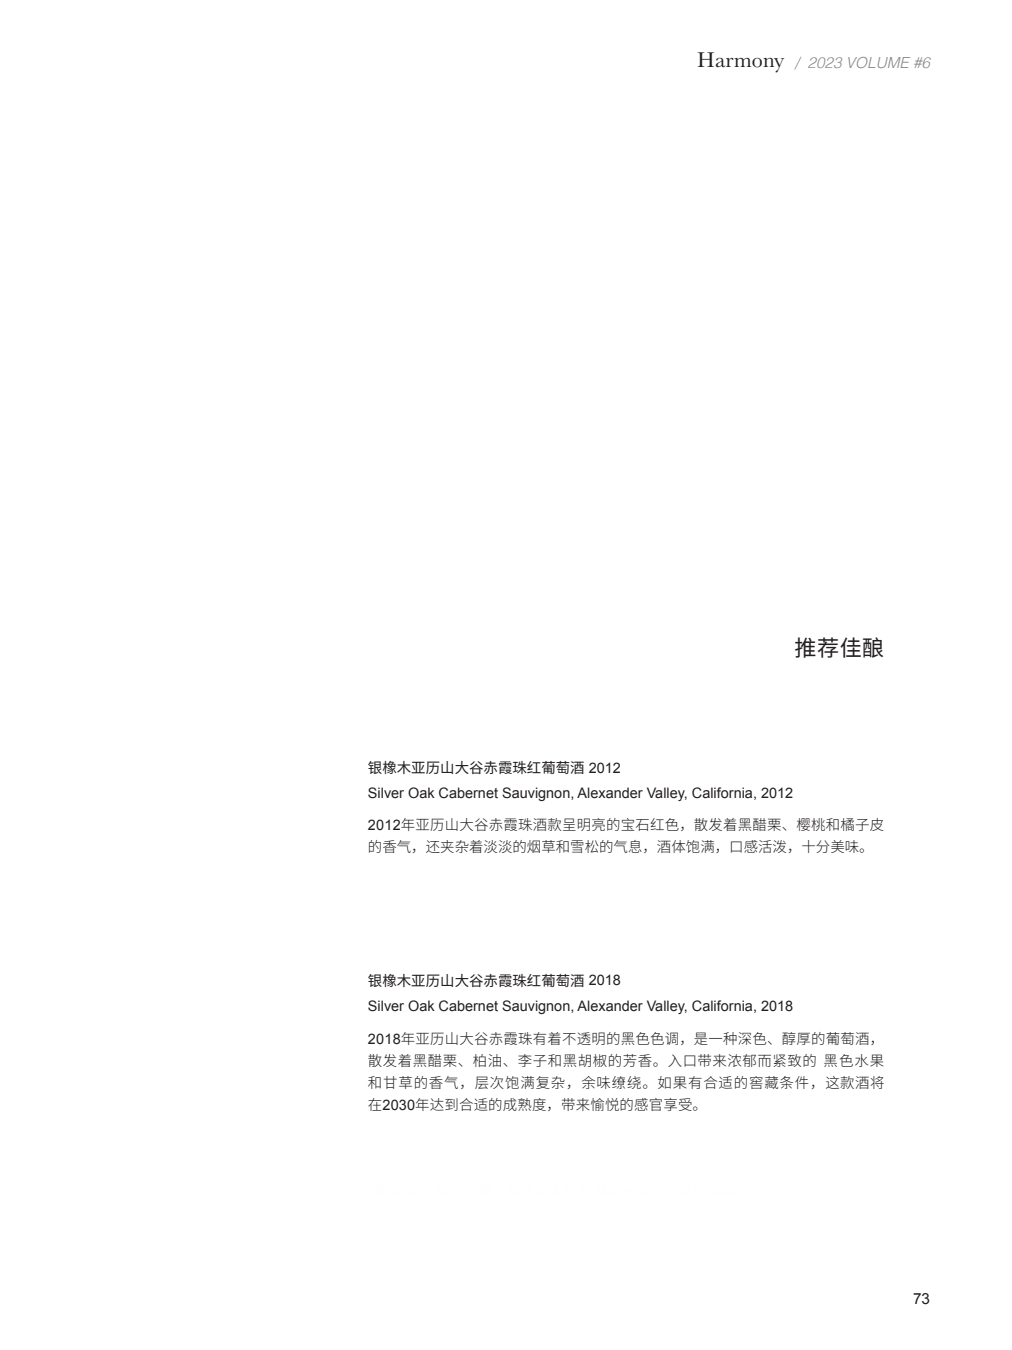 Harmony / 2023 VOLUME #6
推荐佳酿
银橡木亚历山大谷赤霞珠红葡萄酒 2012
Silver Oak Cabernet Sauvignon, Alexander Valley, California, 2012
2012年亚历山大谷赤霞珠酒款呈明亮的宝石红色，散发着黑醋栗、樱桃和橘子皮
的香气，还夹杂着淡淡的烟草和雪松的气息，酒体饱满，口感活泼，十分美味。
银橡木亚历山大谷赤霞珠红葡萄酒 2018
Silver Oak Cabernet Sauvignon, Alexander Valley, California, 2018
2018年亚历山大谷赤霞珠有着不透明的黑色色调，是一种深色、醇厚的葡萄酒，
散发着黑醋栗、柏油、李子和黑胡椒的芳香。入口带来浓郁而紧致的 黑色水果
和甘草的香气，层次饱满复杂，余味缭绕。如果有合适的窖藏条件，这款酒将
在2030年达到合适的成熟度，带来愉悦的感官享受。
73